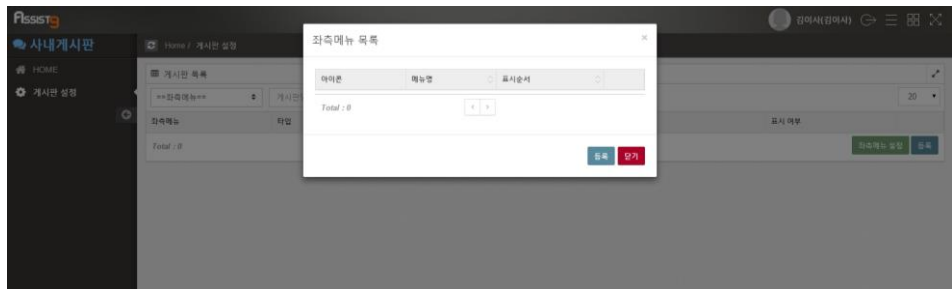 Assist9
김이사(김이사)
사내게시판
Home / 게시판 설정
HOME
게시판 설정
게시판 목록
==좌측메뉴==
게시판
20
좌측메뉴
타입
표시 여부
Total : 0
좌측메뉴 설정
등록
좌측메뉴 목록
×
아이콘
메뉴명
표시순서
Total : 0
등록
닫기